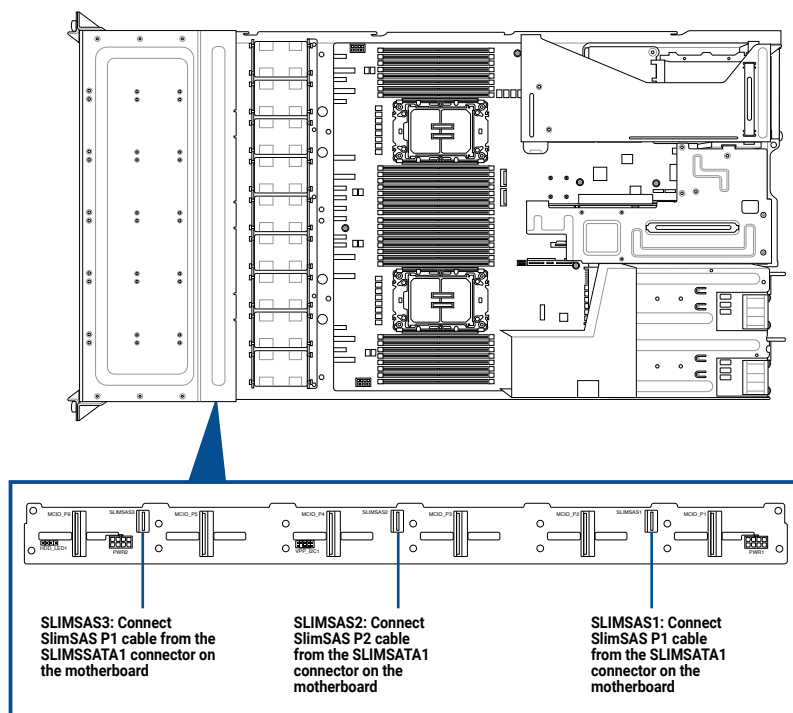 MCIO_P6
SLIMSAS3
MCIO_P5
MCIO_P4
SLIMSAS2
MCIO_P3
MCIO_P2
SLIMSAS1
MCIO_P1
HDD_LED1
PWR2
VPP_I2C1
PWR1
SLIMSAS3: Connect
SlimSAS P1 cable from the
SLIMSSATA1 connector on
the motherboard
SLIMSAS2: Connect
SlimSAS P2 cable
from the SLIMSATA1
connector on the
motherboard
SLIMSAS1: Connect
SlimSAS P1 cable
from the SLIMSATA1
connector on the
motherboard